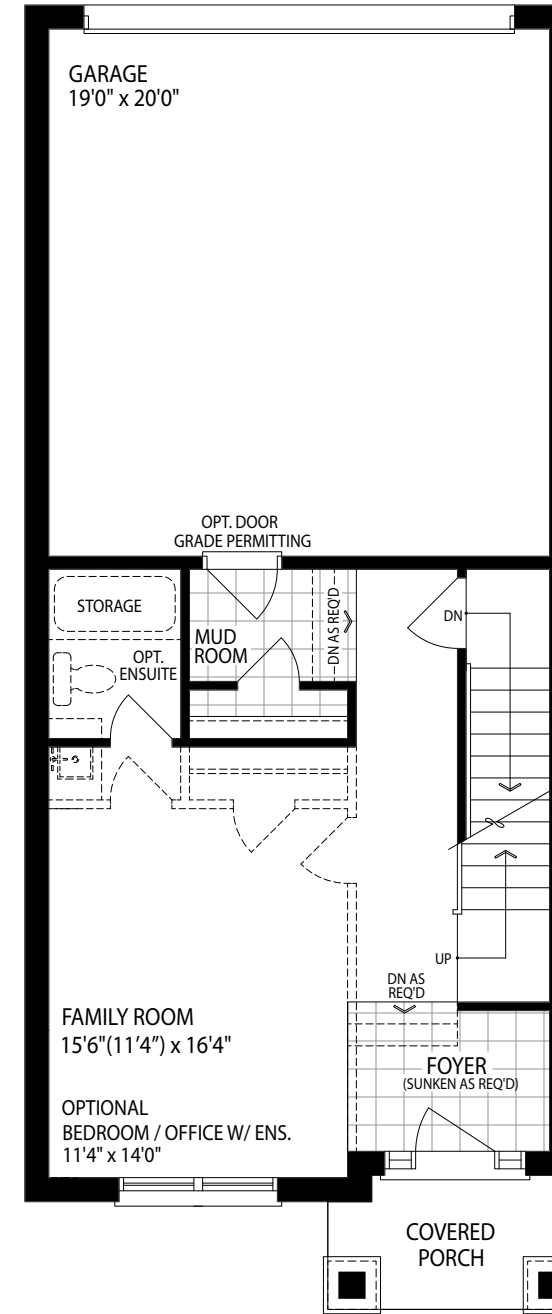 GARAGE
19'0" x 20'0"
OPT. DOOR
GRADE PERMITTING
STORAGE
OPT.
ENSUITE
MUD
ROOM
DN AS REQ'D
DN
UP
DN AS
REQ'D
FAMILY ROOM
15'6"(11'4") x 16'4"
OPTIONAL
BEDROOM / OFFICE W/ ENS.
11'4" x 14'0"
FOYER
(SUNKEN AS REQ'D)
COVERED
PORCH